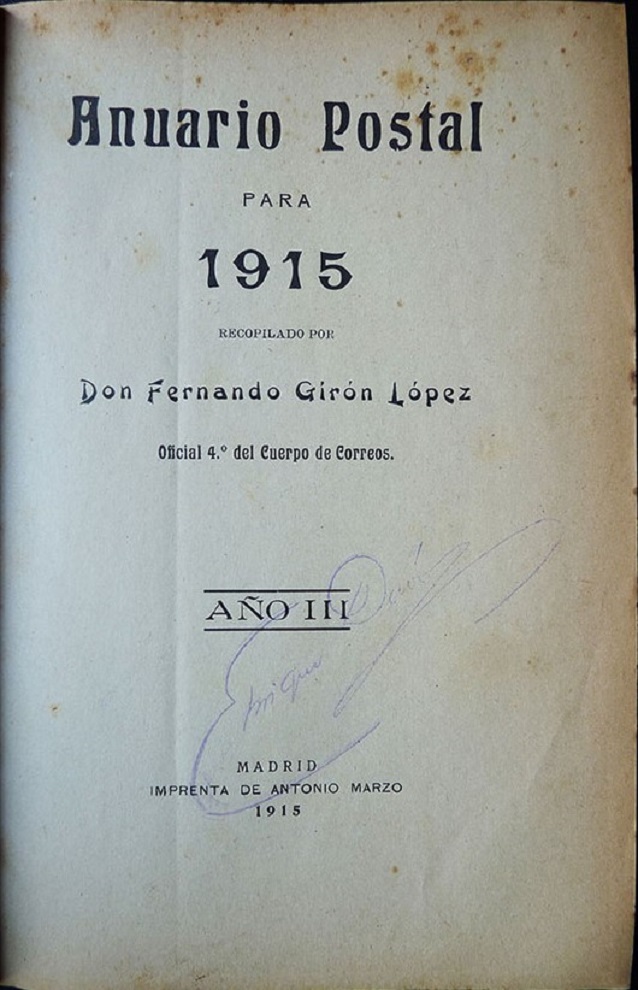 Anuario Postal
PARA
1915
RECOPILADO POR
Don Fernando Girón López
Oficial 4.º del Cuerpo de Correos.
AÑO III
Enrique
MADRID
IMPRENTA DE ANTONIO MARZO
1915